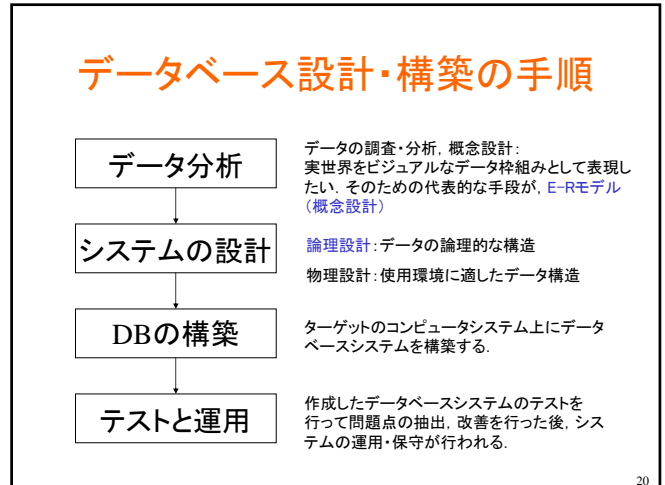 データベース設計・構築の手順
データ分析
データの調査・分析, 概念設計:
実世界をビジュアルなデータ枠組みとして表現し
たい. そのための代表的な手段が, E-Rモデル
(概念設計)
システムの設計
論理設計:データの論理的な構造
物理設計:使用環境に適したデータ構造
DBの構築
ターゲットのコンピュータシステム上にデータ
ベースシステムを構築する.
テストと運用
作成したデータベースシステムのテストを
行って問題点の抽出, 改善を行った後, シス
テムの運用・保守が行われる.
20